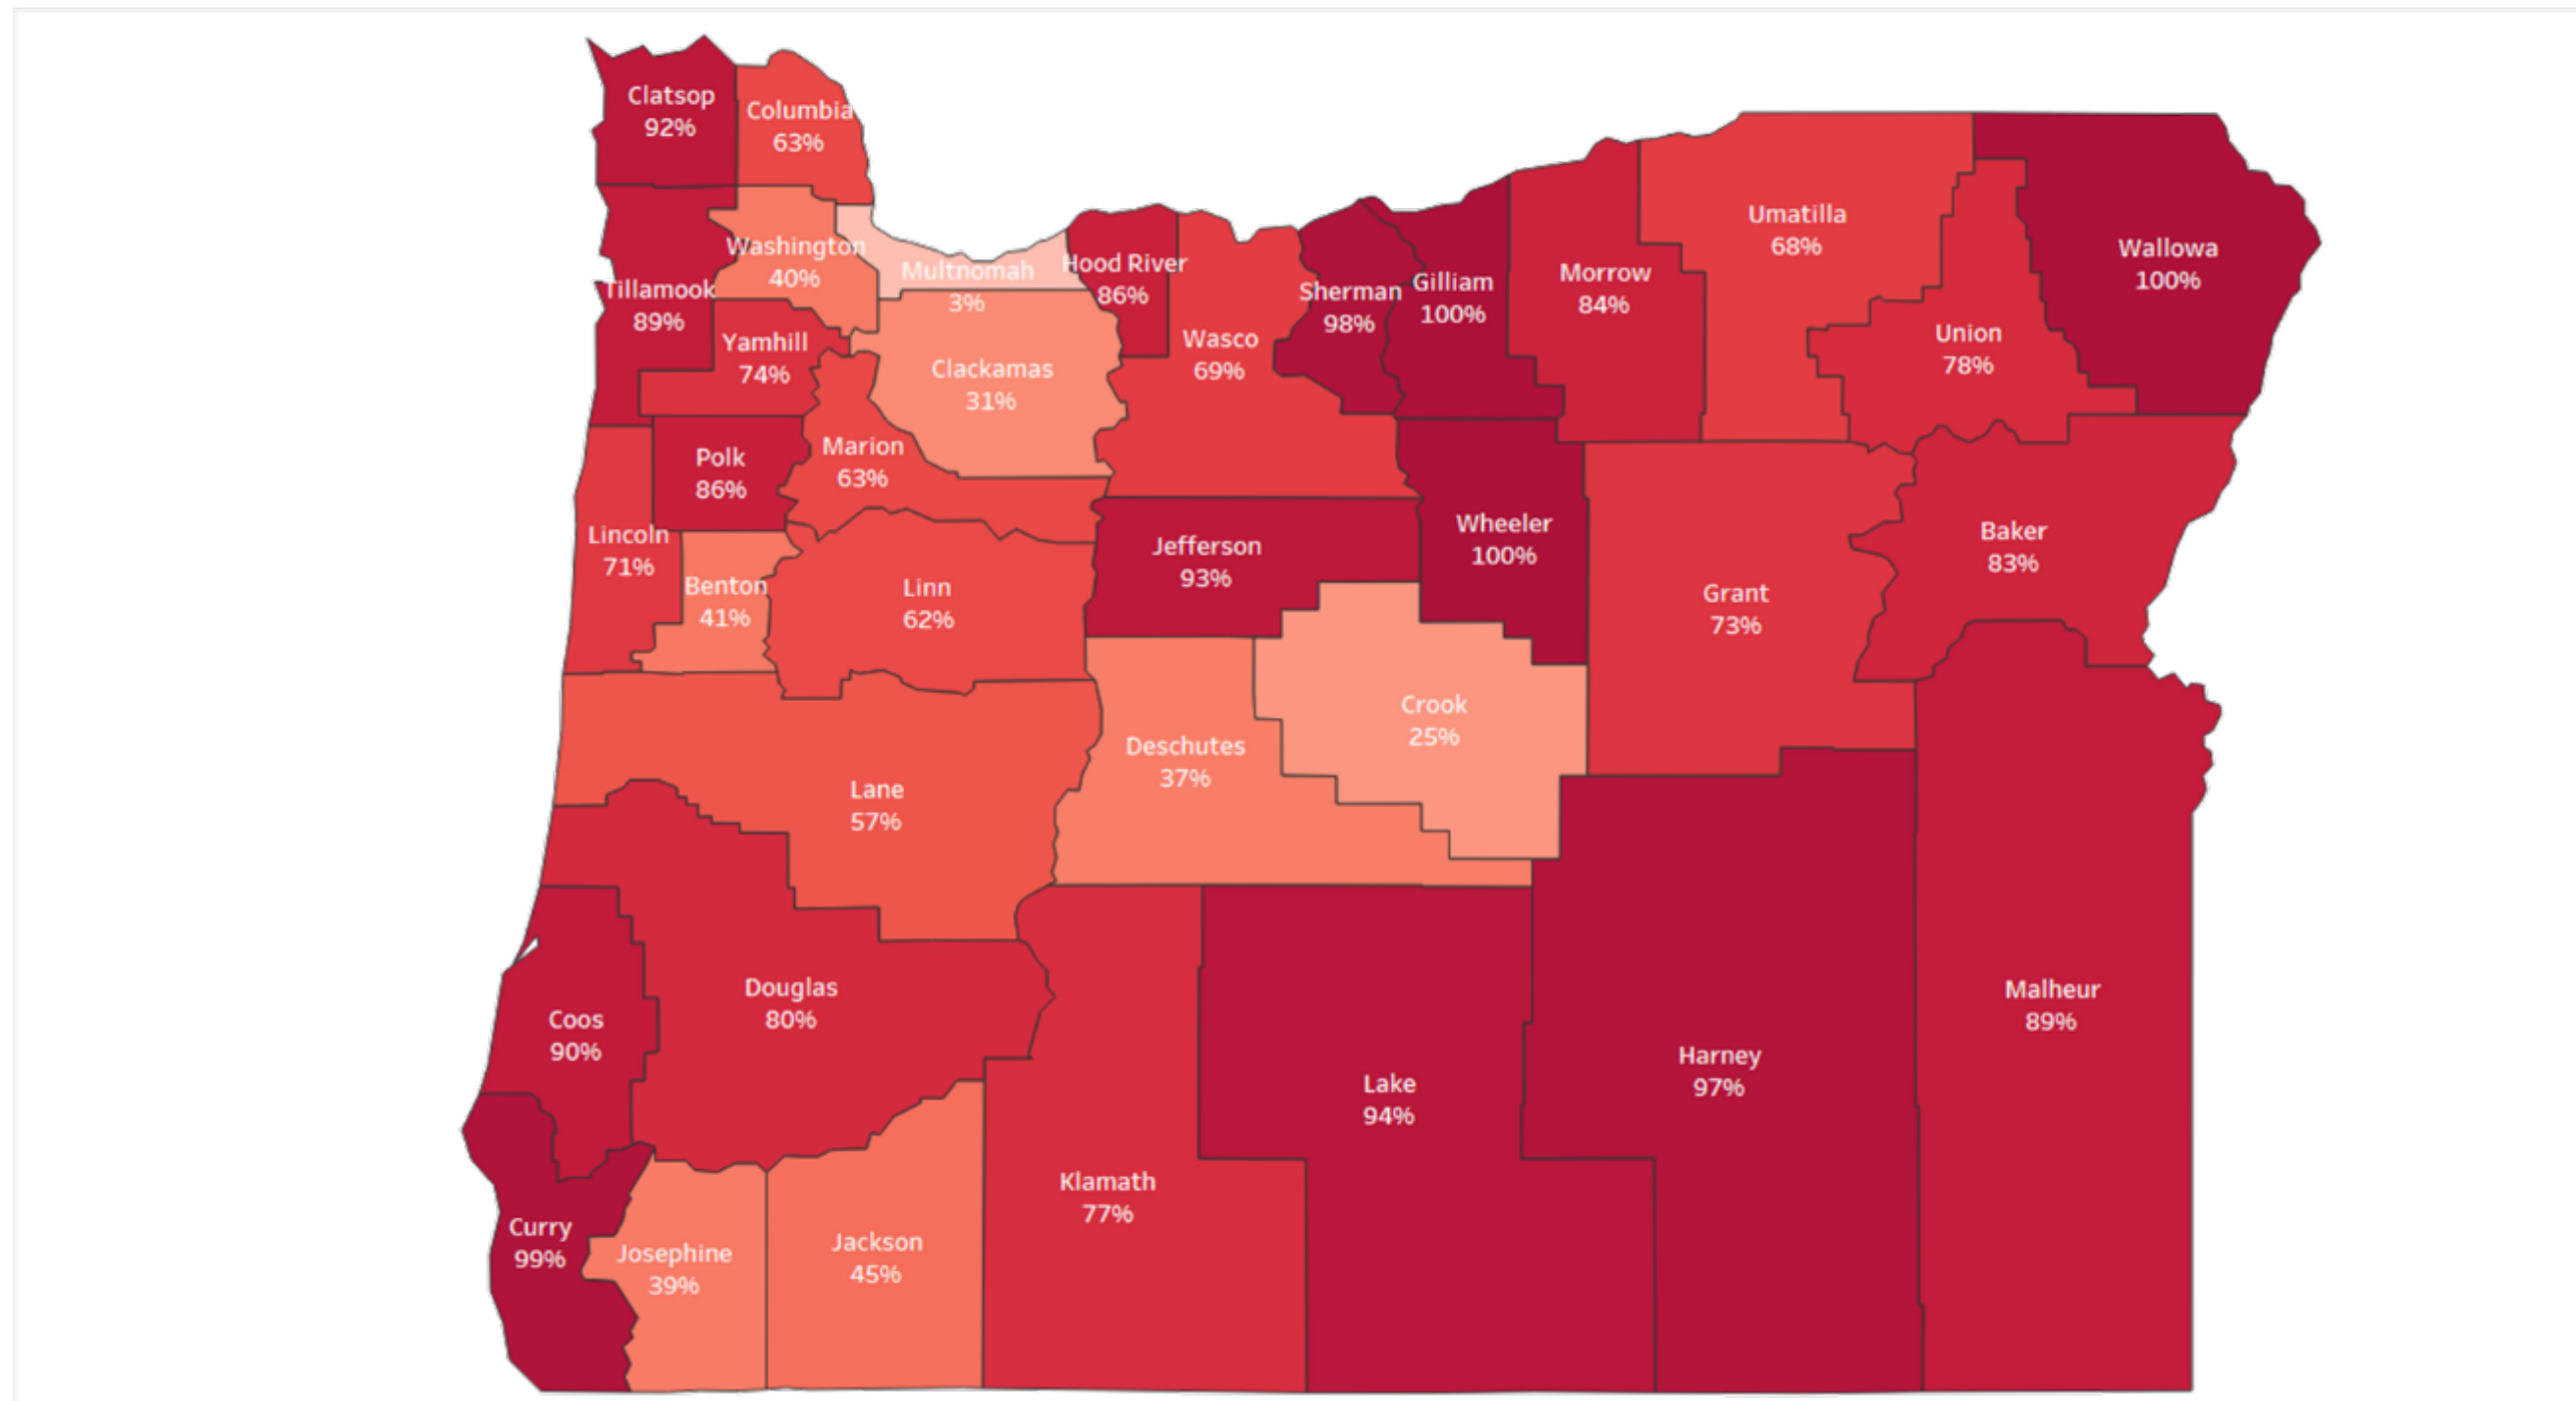 Clatsop
92%
Columbia
63%
Washington
40%
Multnomah
3%
Hood River
86%
Tillamook
89%
Yamhill
74%
Clackamas
31%
Wasco
69%
Sherman
98%
Gilliam
100%
Morrow
84%
Umatilla
68%
Union
78%
Wallowa
100%
Polk
86%
Marion
63%
Lincoln
71%
Benton
41%
Linn
62%
Jefferson
93%
Wheeler
100%
Grant
73%
Baker
83%
Lane
57%
Deschutes
37%
Crook
25%
Coos
90%
Douglas
80%
Curry
99%
Josephine
39%
Jackson
45%
Klamath
77%
Lake
94%
Harney
97%
Malheur
89%